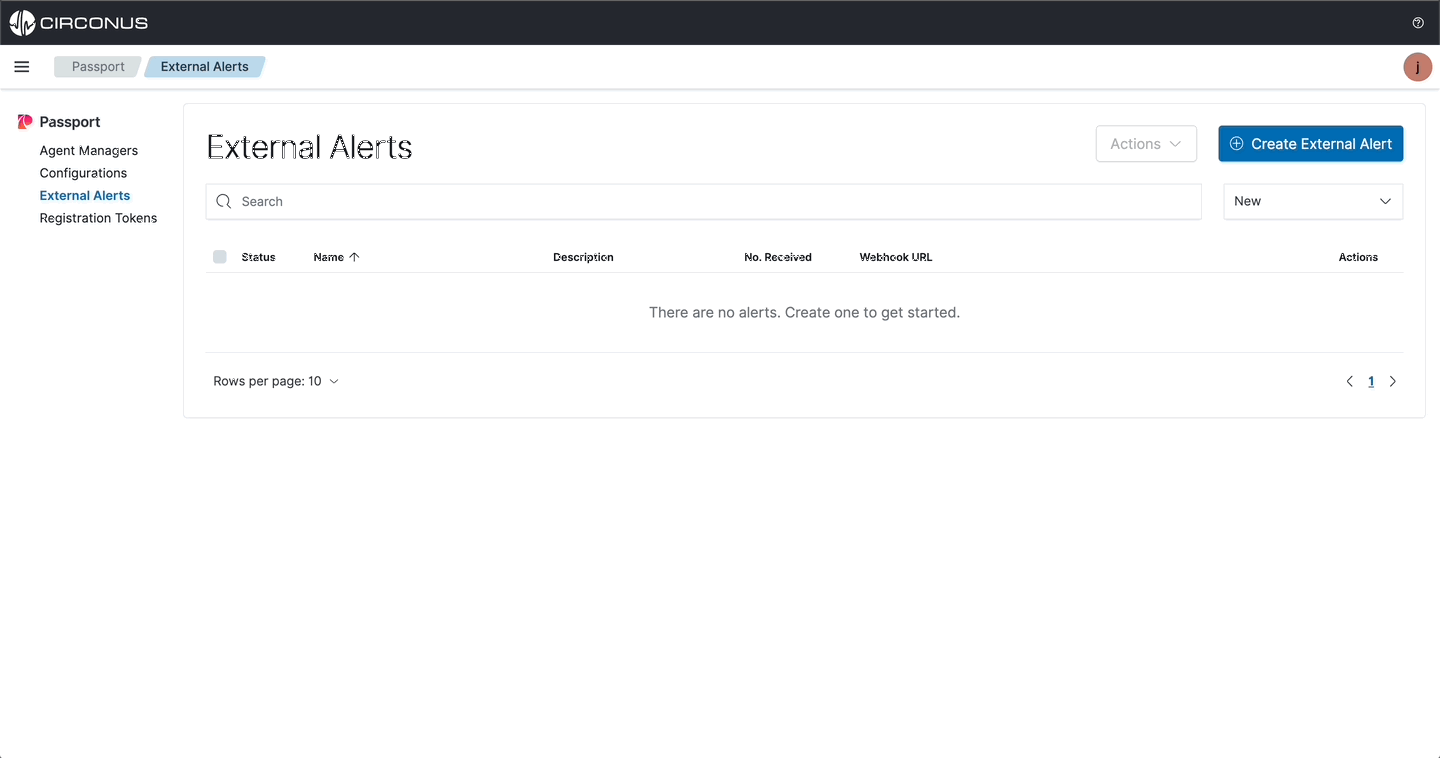 CIRCONUS
Passport External Alerts
j
Passport
Agent Managers
Configurations
External Alerts
Registration Tokens
External Alerts
Actions
Create External Alert
Search
New
Status Name Description No. Received Webhook URL Actions
There are no alerts. Create one to get started.
Rows per page: 10
1